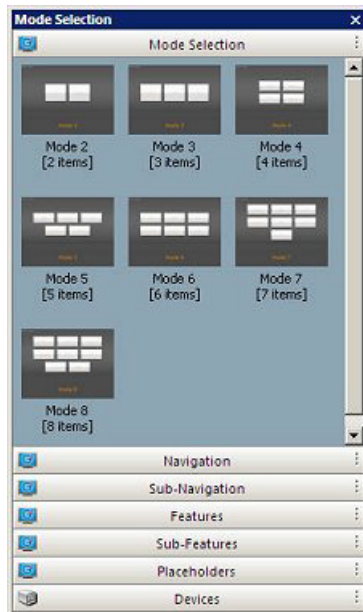 Mode Selection
Mode Selection
Mode 2
[2 items]
Mode 3
[3 items]
Mode 4
[4 items]
Mode 5
[5 items]
Mode 6
[6 items]
Mode 7
[7 items]
Mode 8
[8 items]
Navigation
Sub-Navigation
Features
Sub-Features
Placeholders
Devices